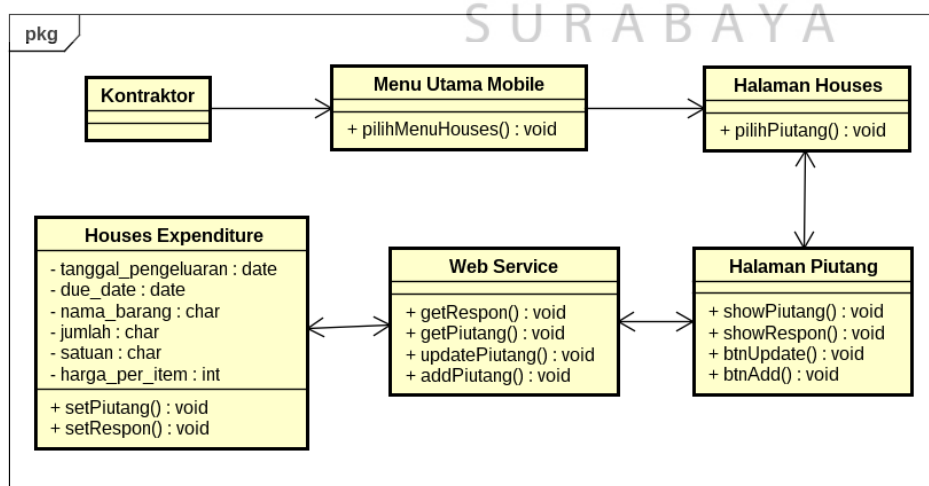 SURABAYA
pkg
Kontraktor
Menu Utama Mobile
+ pilihMenuHouses() : void
Halaman Houses
+ pilihPiutang() : void
Houses Expenditure
- tanggal_pengeluaran : date
- due_date : date
- nama_barang : char
- jumlah : char
- satuan : char
- harga_per_item : int
+ setPiutang() : void
+ setRespon() : void
Web Service
+ getRespon() : void
+ getPiutang() : void
+ updatePiutang() : void
+ addPiutang() : void
Halaman Piutang
+ showPiutang() : void
+ showRespon() : void
+ btnUpdate() : void
+ btnAdd() : void